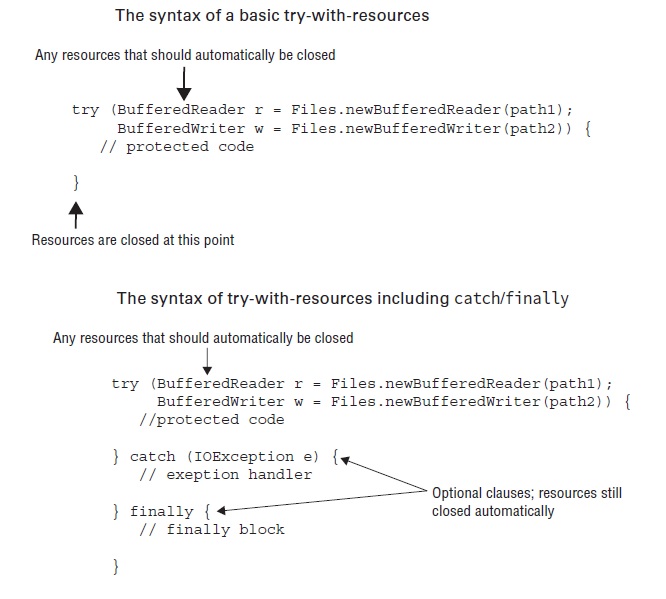 The syntax of a basic try-with-resources
Any resources that should automatically be closed
try (BufferedReader r = Files.newBufferedReader(path1);
BufferedWriter w = Files.newBufferedWriter(path2)) {
// protected code
}
Resources are closed at this point
The syntax of try-with-resources including catch/finally
Any resources that should automatically be closed
try (BufferedReader r = Files.newBufferedReader(path1);
BufferedWriter w = Files.newBufferedWriter(path2)) {
//protected code
} catch (IOException e) {
// exeption handler
Optional clauses; resources still
closed automatically
} finally {
// finally block
}